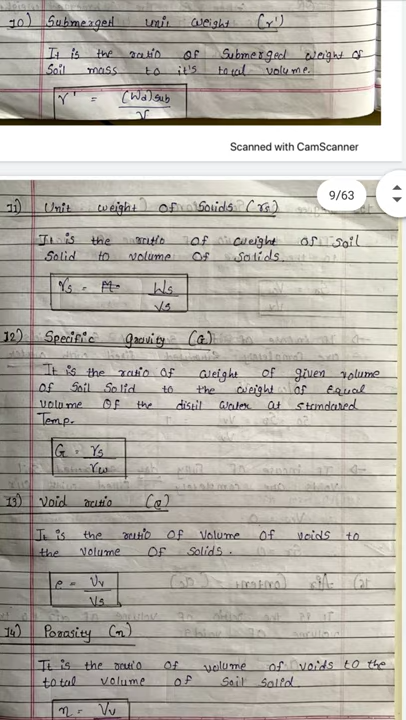 10) Submerged unit weight (γ')
It is the ratio of Submerged weight of
Soil mass to it's total volume.
γ' = (Wd)sub / V
Scanned with CamScanner
9/63
11) Unit weight of Solids (γs)
It is the ratio of weight of soil
Solid to volume of solids.
γs = Ws / Vs
12) Specific gravity (G)
It is the ratio of weight of given volume
of Soil Solid to the weight of equal
volume of the distil water at standared
Temp.
G = γs / γw
13) Void ratio (e)
It is the ratio of volume of voids to
the volume of solids.
e = Vv / Vs
14) Porasity (n)
It is the ratio of volume of voids to the
total volume of Soil Solid
η = Vv